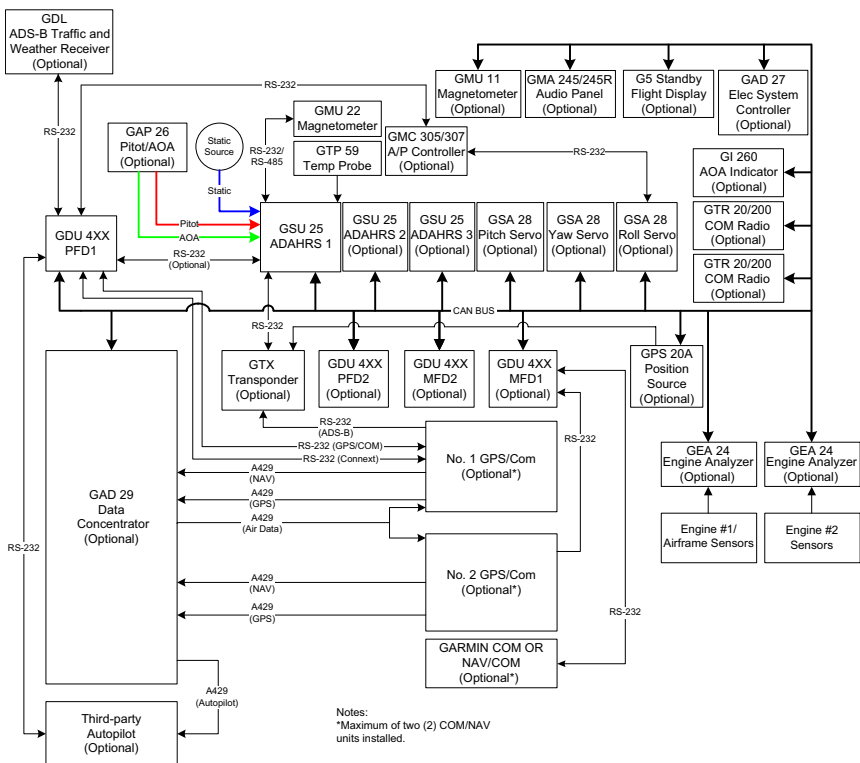 GDL
ADS-B Traffic and
Weather Receiver
(Optional)
GMU 11
Magnetometer
(Optional)
GMA 245/245R
Audio Panel
(Optional)
G5 Standby
Flight Display
(Optional)
GAD 27
Elec System
Controller
(Optional)
RS-232
RS-232
GAP 26
Pitot/AOA
(Optional)
Static
Source
RS-232/
RS-485
GMU 22
Magnetometer
GTP 59
Temp Probe
GMC 305/307
A/P Controller
(Optional)
RS-232
GI 260
AOA Indicator
(Optional)
Static
Pitot
AOA
GDU 4XX
PFD1
RS-232
(Optional)
GSU 25
ADAHRS 1
GSU 25
ADAHRS 2
(Optional)
GSU 25
ADAHRS 3
(Optional)
GSA 28
Pitch Servo
(Optional)
GSA 28
Yaw Servo
(Optional)
GSA 28
Roll Servo
(Optional)
GTR 20/200
COM Radio
(Optional)
GTR 20/200
COM Radio
(Optional)
CAN BUS
RS-232
GTX
Transponder
(Optional)
GDU 4XX
PFD2
(Optional)
GDU 4XX
MFD2
(Optional)
GDU 4XX
MFD1
(Optional)
GPS 20A
Position
Source
(Optional)
RS-232
(ADS-B)
RS-232 (GPS/COM)
RS-232 (Connext)
A429
(NAV)
A429
(GPS)
A429
(Air Data)
No. 1 GPS/Com
(Optional*)
RS-232
GEA 24
Engine Analyzer
(Optional)
GEA 24
Engine Analyzer
(Optional)
GAD 29
Data
Concentrator
(Optional)
RS-232
Engine #1/
Airframe Sensors
Engine #2
Sensors
A429
(NAV)
A429
(GPS)
No. 2 GPS/Com
(Optional*)
RS-232
GARMIN COM OR
NAV/COM
(Optional*)
A429
(Autopilot)
Third-party
Autopilot
(Optional)
Notes:
*Maximum of two (2) COM/NAV
units installed.